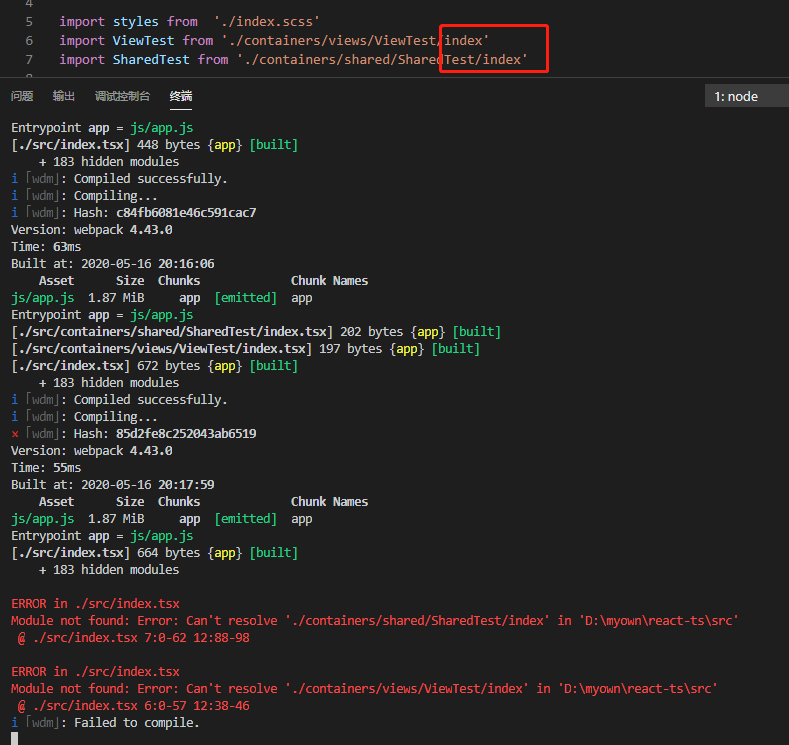 4
5 import styles from './index.scss'
6 import ViewTest from './containers/views/ViewTest/index'
7 import SharedTest from './containers/shared/SharedTest/index'
8
问题 输出 调试控制台 终端 1: node
Entrypoint app = js/app.js
[./src/index.tsx] 448 bytes {app} [built]
+ 183 hidden modules
i ｢wdm｣: Compiled successfully.
i ｢wdm｣: Compiling...
i ｢wdm｣: Hash: c84fb6081e46c591cac7
Version: webpack 4.43.0
Time: 63ms
Built at: 2020-05-16 20:16:06
Asset Size Chunks Chunk Names
js/app.js 1.87 MiB app [emitted] app
Entrypoint app = js/app.js
[./src/containers/shared/SharedTest/index.tsx] 202 bytes {app} [built]
[./src/containers/views/ViewTest/index.tsx] 197 bytes {app} [built]
[./src/index.tsx] 672 bytes {app} [built]
+ 183 hidden modules
i ｢wdm｣: Compiled successfully.
i ｢wdm｣: Compiling...
× ｢wdm｣: Hash: 85d2fe8c252043ab6519
Version: webpack 4.43.0
Time: 55ms
Built at: 2020-05-16 20:17:59
Asset Size Chunks Chunk Names
js/app.js 1.87 MiB app [emitted] app
Entrypoint app = js/app.js
[./src/index.tsx] 664 bytes {app} [built]
+ 183 hidden modules
ERROR in ./src/index.tsx
Module not found: Error: Can't resolve './containers/shared/SharedTest/index' in 'D:\myown\react-ts\src'
@ ./src/index.tsx 7:0-62 12:88-98
ERROR in ./src/index.tsx
Module not found: Error: Can't resolve './containers/views/ViewTest/index' in 'D:\myown\react-ts\src'
@ ./src/index.tsx 6:0-57 12:38-46
i ｢wdm｣: Failed to compile.